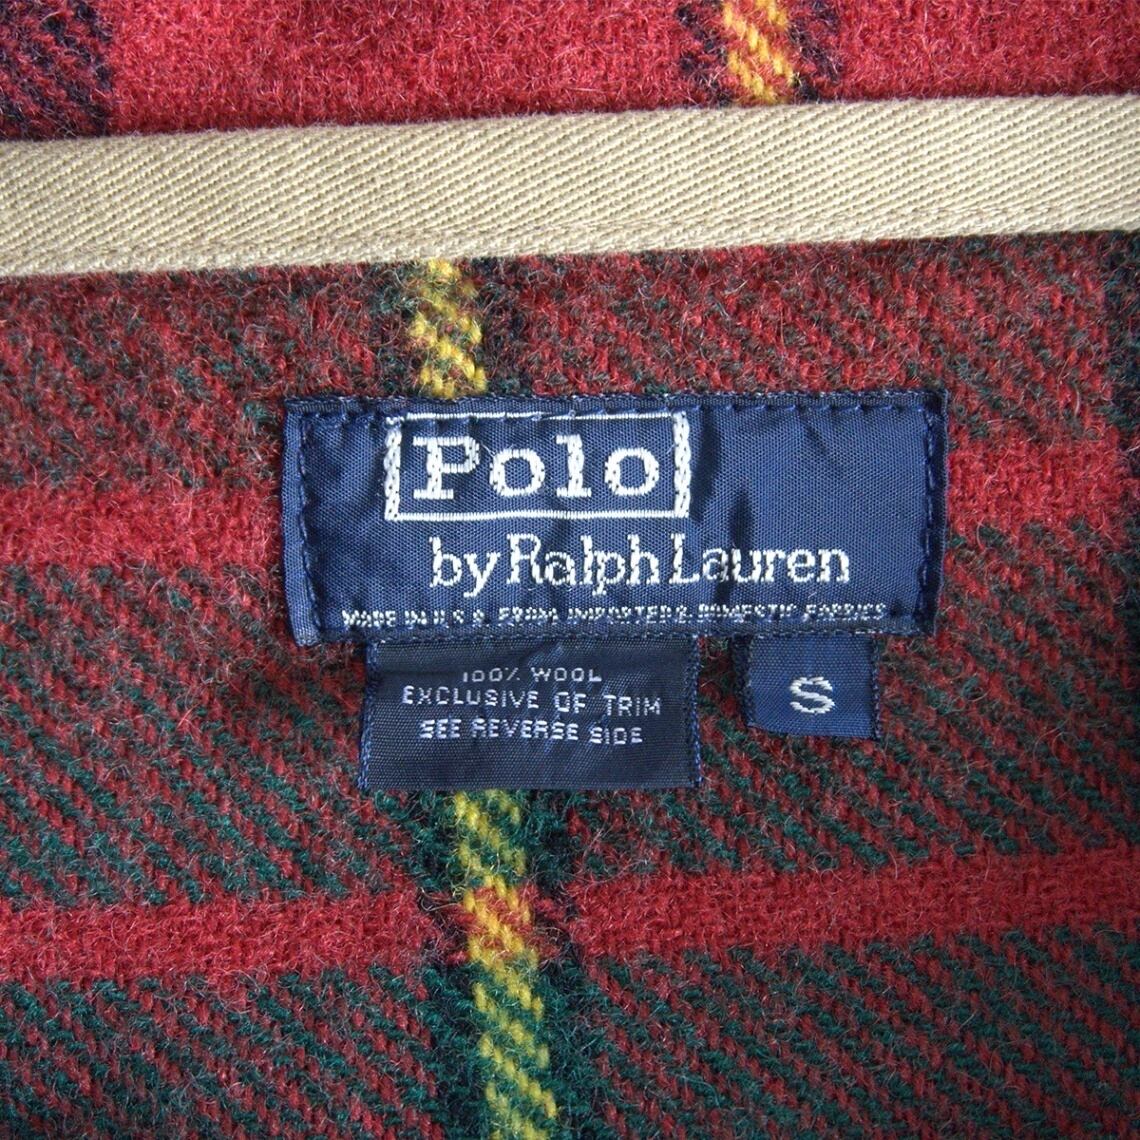 Polo
by Ralph Lauren
MADE IN U.S.A. FROM IMPORTED & DOMESTIC FABRICS
100% WOOL
EXCLUSIVE OF TRIM
SEE REVERSE SIDE
S